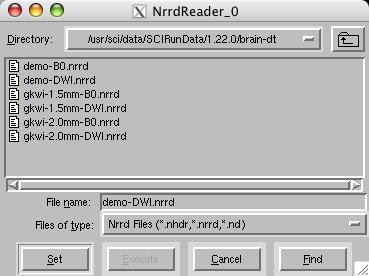 NrrdReader_0
Directory: /usr/sci/data/SCIRunData/1.22.0/brain-dt
demo-B0.nrrd
demo-DWI.nrrd
gkwi-1.5mm-B0.nrrd
gkwi-1.5mm-DWI.nrrd
gkwi-2.0mm-B0.nrrd
gkwi-2.0mm-DWI.nrrd
File name: demo-DWI.nrrd
Files of type: Nrrd Files (*.nhdr,*.nrrd,*.nd)
Set Execute Cancel Find